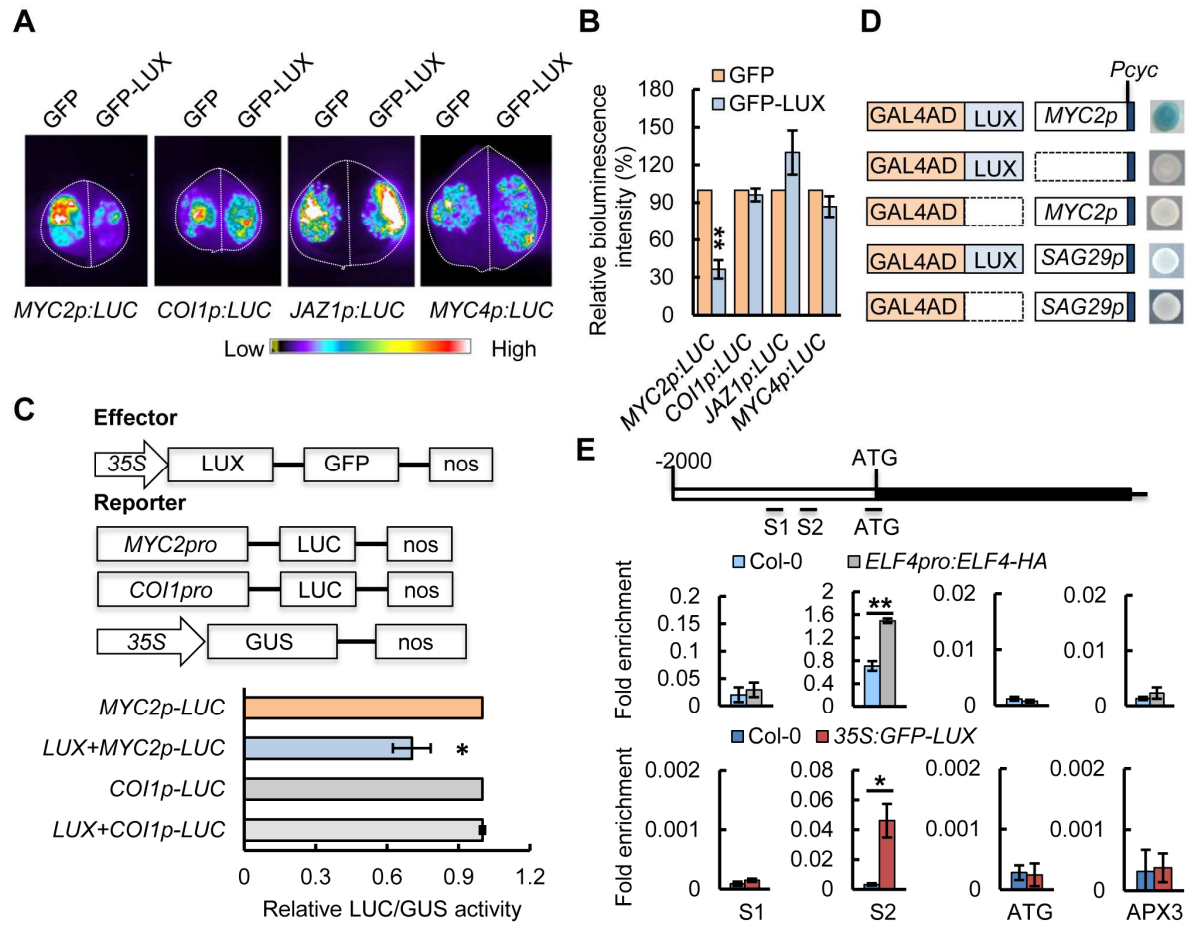 A
GFP GFP-LUX GFP GFP-LUX GFP GFP-LUX GFP GFP-LUX
MYC2p:LUC COI1p:LUC JAZ1p:LUC MYC4p:LUC
Low High
B
GFP
GFP-LUX
Relative bioluminescence
intensity (%)
180
150
120
90
60
30
0
**
MYC2p:LUC
COI1p:LUC
JAZ1p:LUC
MYC4p:LUC
D
Pcyc
GAL4AD LUX MYC2p
GAL4AD LUX
GAL4AD MYC2p
GAL4AD LUX SAG29p
GAL4AD SAG29p
C
Effector
35S LUX GFP nos
Reporter
MYC2pro LUC nos
COI1pro LUC nos
35S GUS nos
MYC2p-LUC
LUX+MYC2p-LUC *
COI1p-LUC
LUX+COI1p-LUC
0 0.3 0.6 0.9 1.2
Relative LUC/GUS activity
E
-2000 ATG
S1 S2 ATG
Col-0 ELF4pro:ELF4-HA
Fold enrichment
0.2
0.15
0.1
0.05
0
2
1.6
1.2
0.8
0.4
**
0.02
0.01
0
0.02
0.01
0
Col-0 35S:GFP-LUX
Fold enrichment
0.002
0.001
0
0.08
0.06
0.04
0.02
0
*
0.002
0.001
0
0.002
0.001
0
S1 S2 ATG APX3